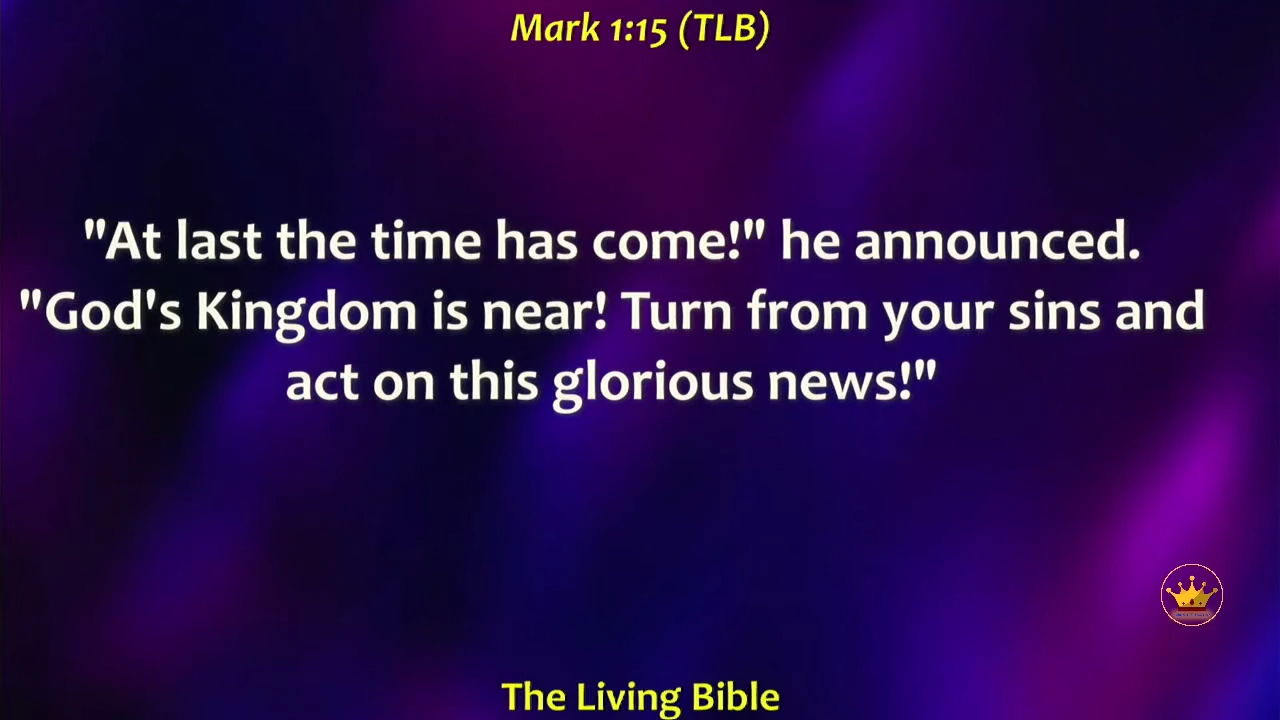 Mark 1:15 (TLB)
"At last the time has come!" he announced.
"God's Kingdom is near! Turn from your sins and
act on this glorious news!"
The Living Bible